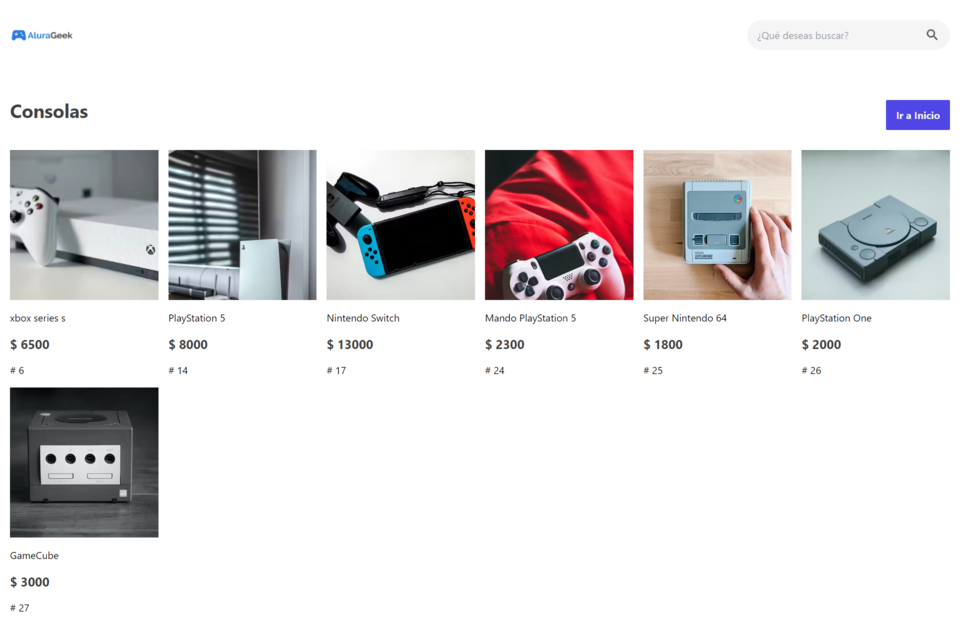 AluraGeek
¿Qué deseas buscar?
Consolas
Ir a Inicio
xbox series s
$ 6500
# 6
PlayStation 5
$ 8000
# 14
Nintendo Switch
$ 13000
# 17
Mando PlayStation 5
$ 2300
# 24
Super Nintendo 64
$ 1800
# 25
PlayStation One
$ 2000
# 26
GameCube
$ 3000
# 27